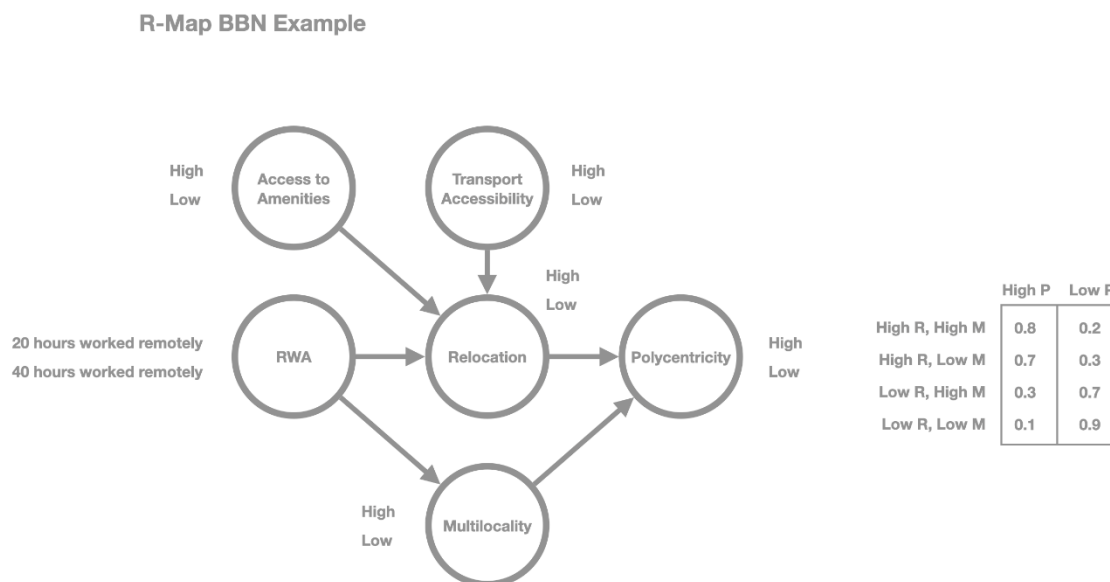 R-Map BBN Example
High
Low
Access to
Amenities
Transport
Accessibility
High
Low
High
Low
20 hours worked remotely
40 hours worked remotely
RWA
Relocation
Polycentricity
High
Low
High
Low
Multilocality
High P Low P
High R, High M 0.8 0.2
High R, Low M 0.7 0.3
Low R, High M 0.3 0.7
Low R, Low M 0.1 0.9